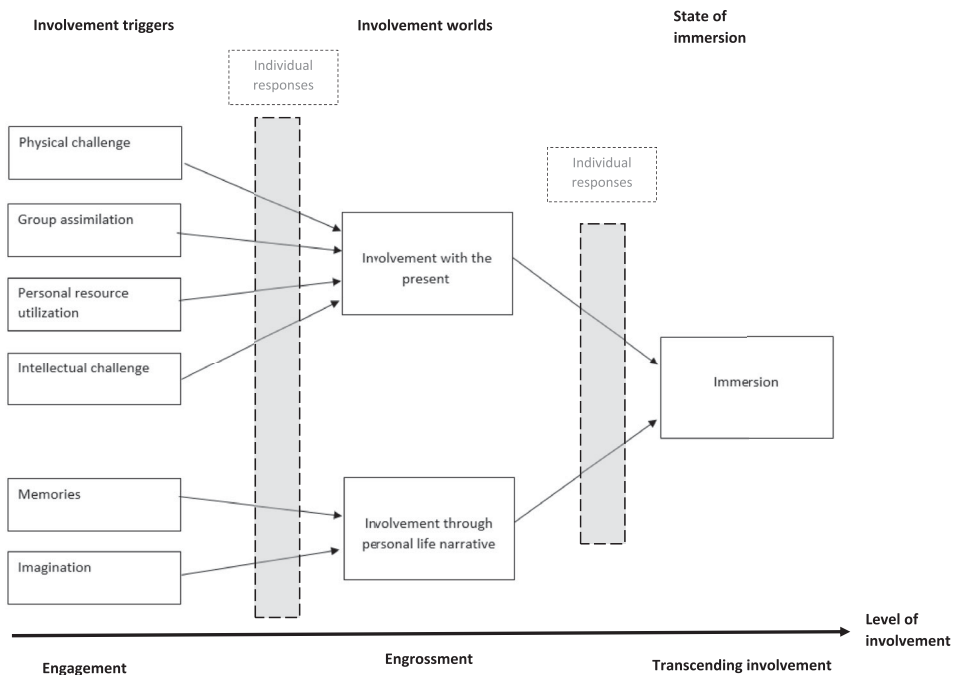 Involvement triggers
Involvement worlds
State of
immersion
Individual
responses
Individual
responses
Physical challenge
Group assimilation
Personal resource
utilization
Intellectual challenge
Memories
Imagination
Involvement with the
present
Involvement through
personal life narrative
Immersion
Level of
involvement
Engagement
Engrossment
Transcending involvement